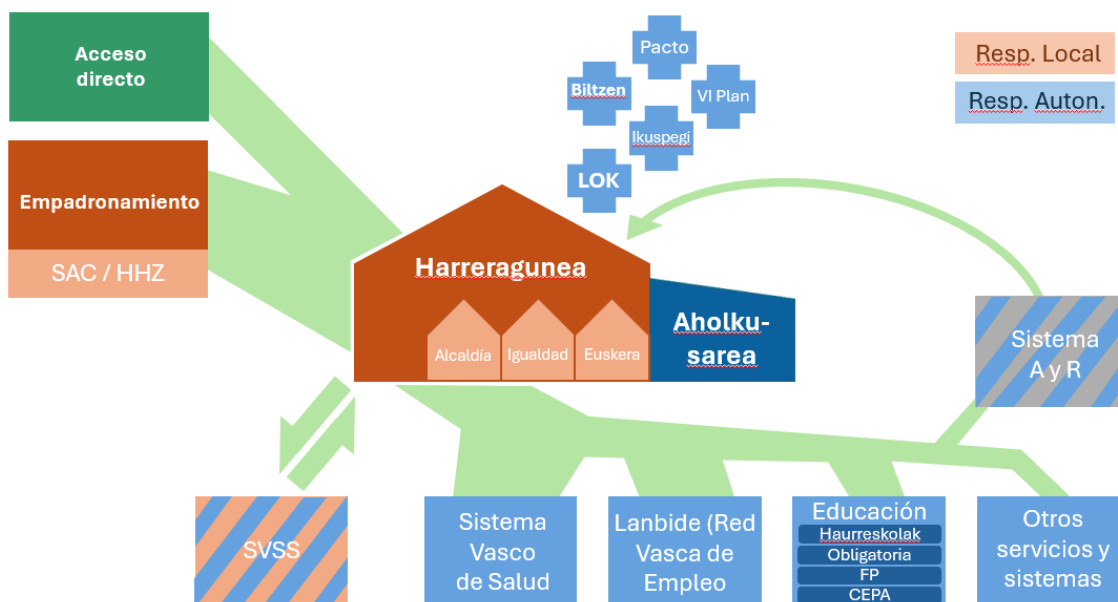 Acceso
directo
Empadronamiento
SAC / HHZ
Pacto
Biltzen
VI Plan
Ikuspegi
LOK
Resp. Local
Resp. Auton.
Harreragunea
Alcaldía
Igualdad
Euskera
Aholku-
sarea
Sistema
A y R
SVSS
Sistema
Vasco
de Salud
Lanbide (Red
Vasca de
Empleo
Educación
Haurreskolak
Obligatoria
FP
CEPA
Otros
servicios y
sistemas